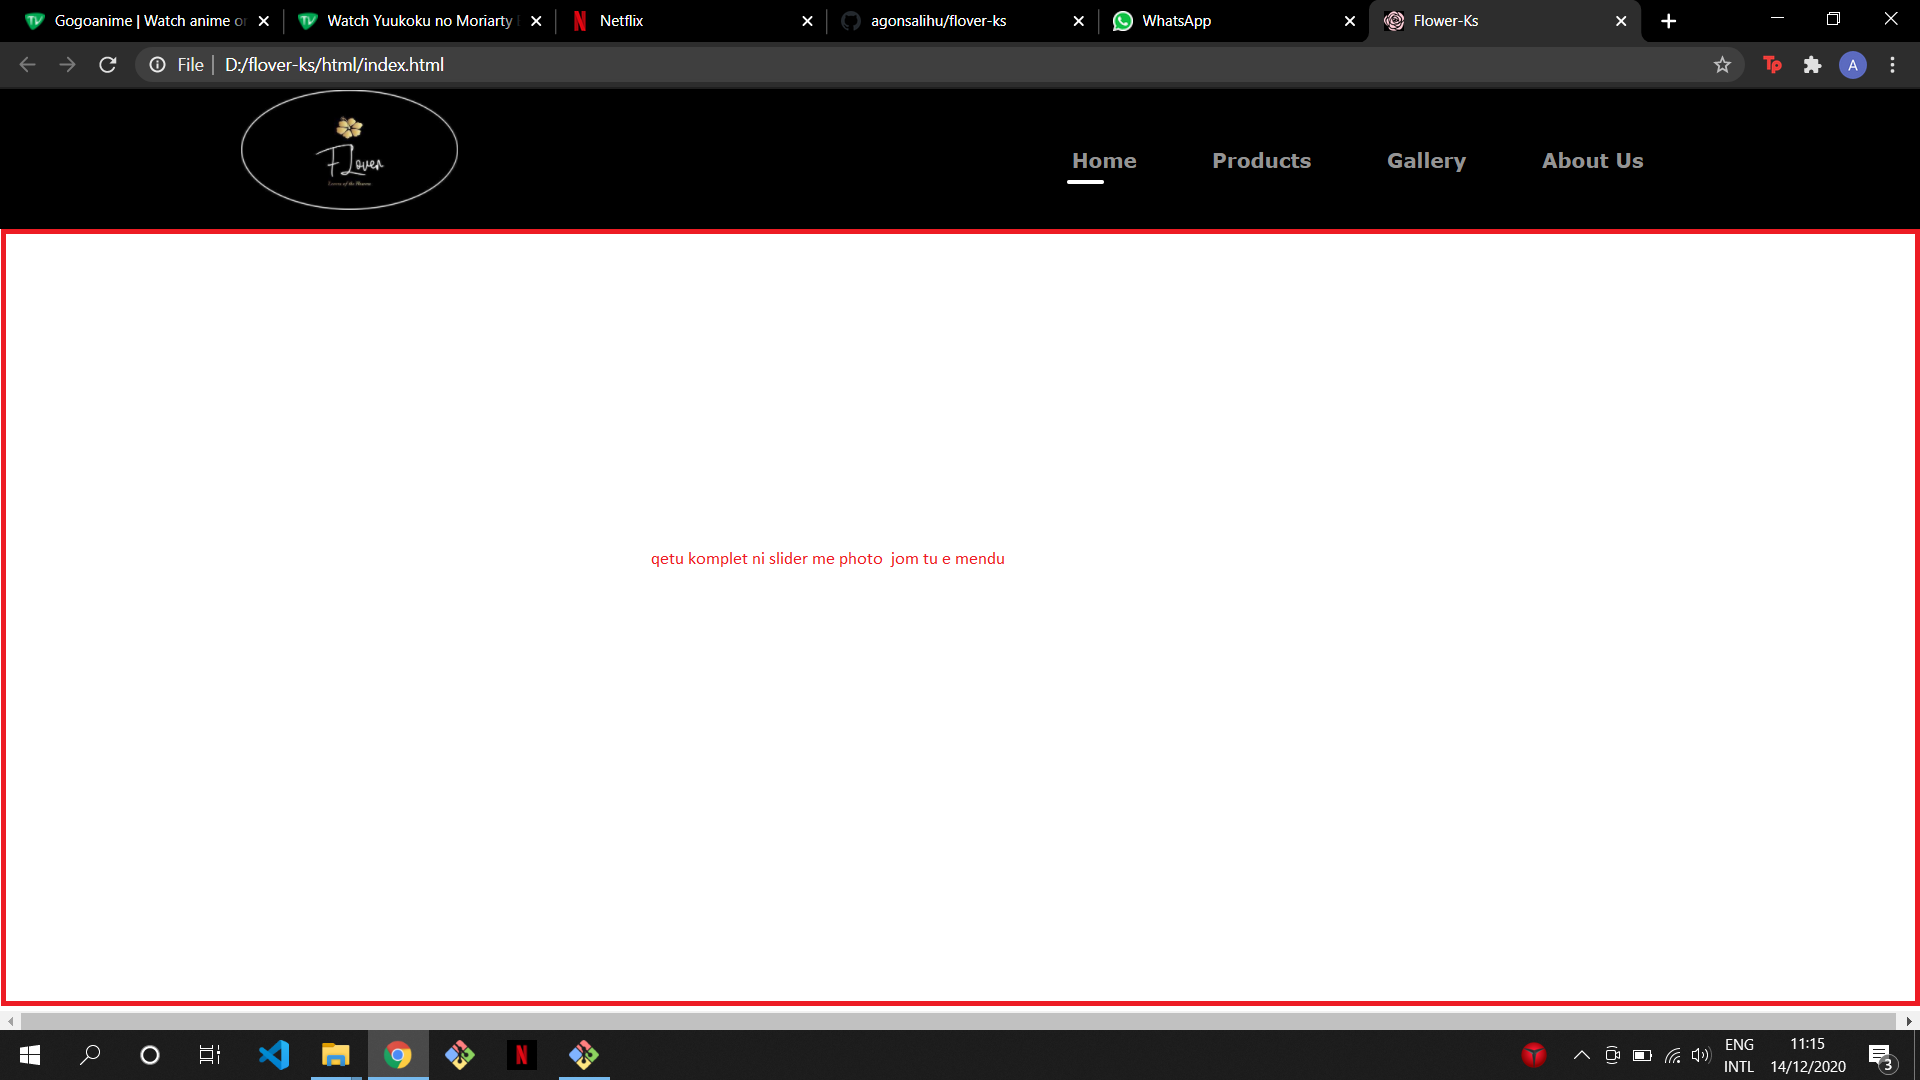 Gogoanime | Watch anime or
Watch Yuukoku no Moriarty
Netflix
agonsalihu/flover-ks
WhatsApp
Flower-Ks
File
D:/flover-ks/html/index.html
Tp
A
FLover
Home
Products
Gallery
About Us
qetu komplet ni slider me photo jom tu e mendu
ENG
INTL
11:15
14/12/2020
3